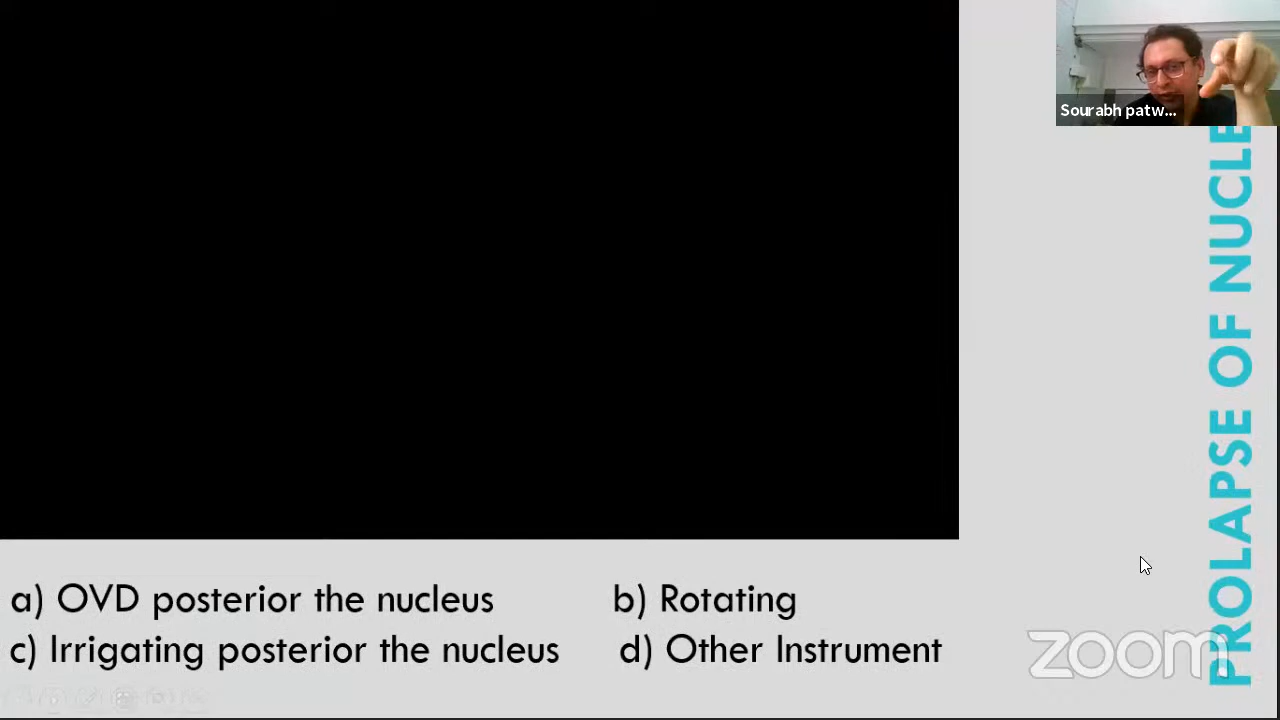 Sourabh patw...
PROLAPSE OF NUCLE
a) OVD posterior the nucleus
b) Rotating
c) Irrigating posterior the nucleus
d) Other Instrument
zoom